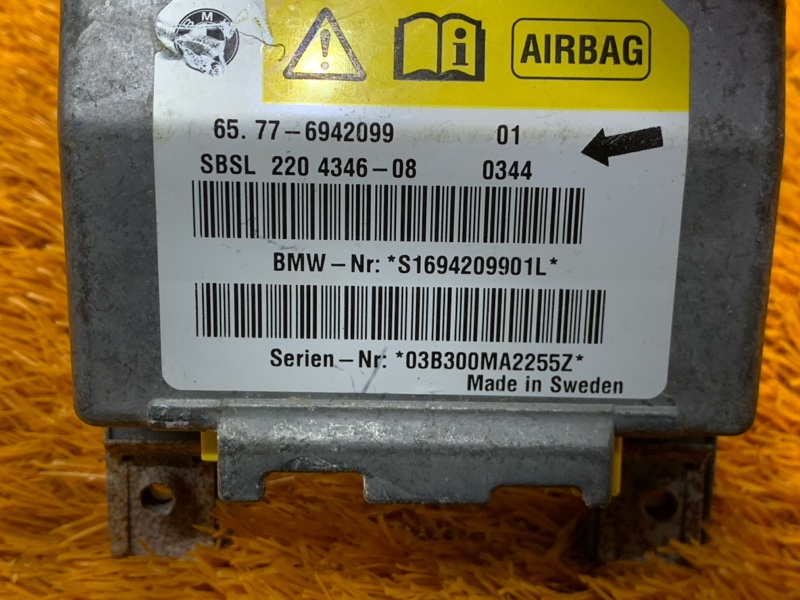 BMW
AIRBAG
65. 77-6942099 01
SBSL 220 4346-08 0344
BMW-Nr: *S1694209901L*
Serien-Nr: *03B300MA2255Z*
Made in Sweden